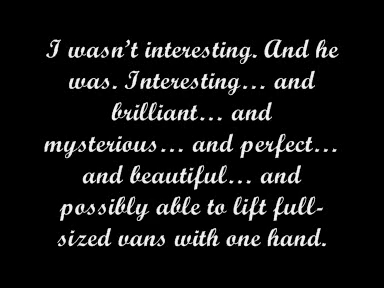 I wasn't interesting. And he
was. Interesting... and
brilliant... and
mysterious... and perfect...
and beautiful... and
possibly able to lift full-
sized vans with one hand.